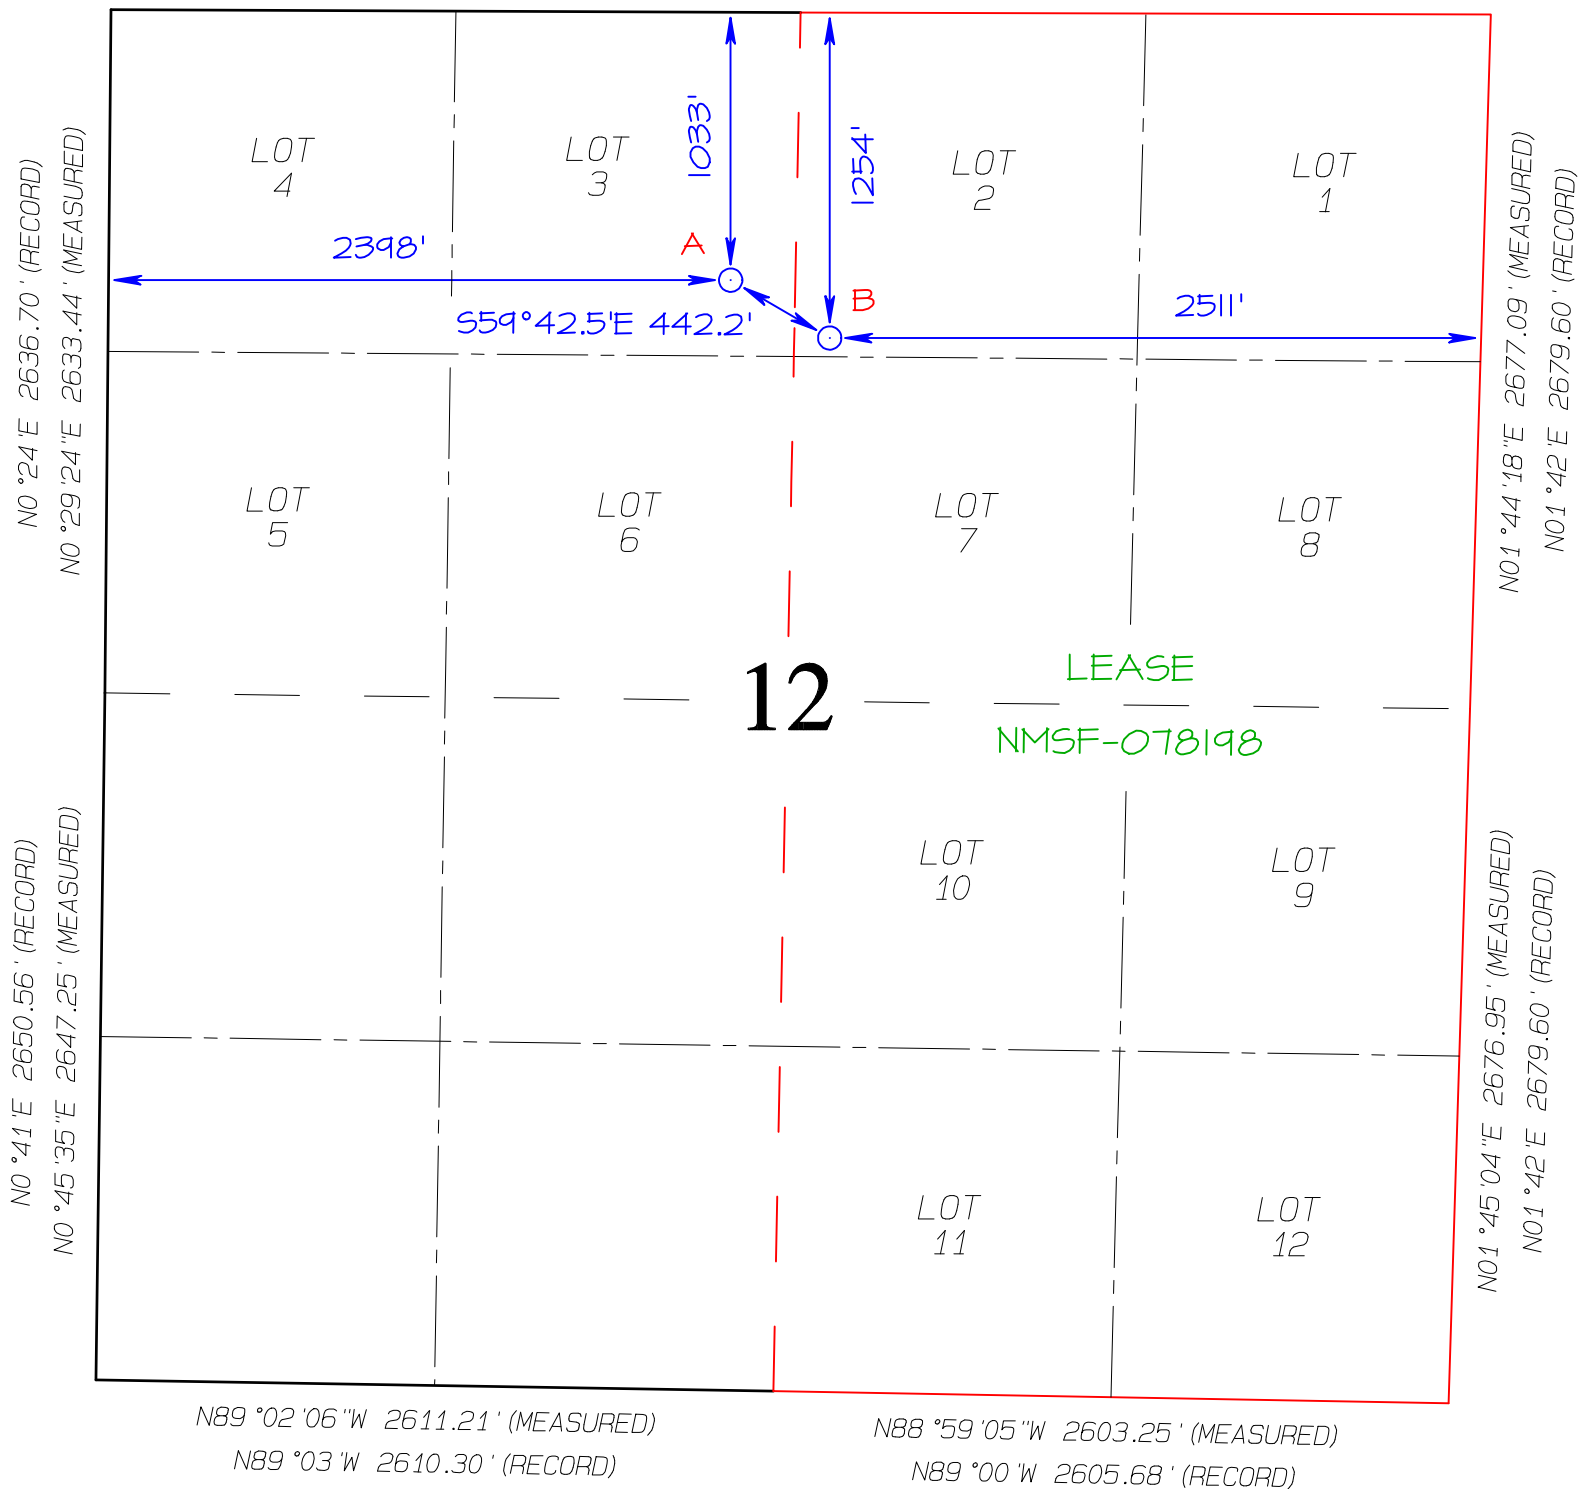 1033'
1254'
LOT
4
LOT
3
LOT
2
LOT
1
2398'
A
B
2511'
S59°42.5'E 442.2'
N0°24'E 2636.70' (RECORD)
N0°29'24"E 2633.44' (MEASURED)
N01°44'18"E 2677.09' (MEASURED)
N01°42'E 2679.60' (RECORD)
LOT
5
LOT
6
LOT
7
LOT
8
12
LEASE
NMSF-078198
LOT
10
LOT
9
N0°41'E 2650.56' (RECORD)
N0°45'35"E 2647.25' (MEASURED)
N01°45'04"E 2676.95' (MEASURED)
N01°42'E 2679.60' (RECORD)
LOT
11
LOT
12
N89°02'06"W 2611.21' (MEASURED)
N89°03'W 2610.30' (RECORD)
N88°59'05"W 2603.25' (MEASURED)
N89°00'W 2605.68' (RECORD)